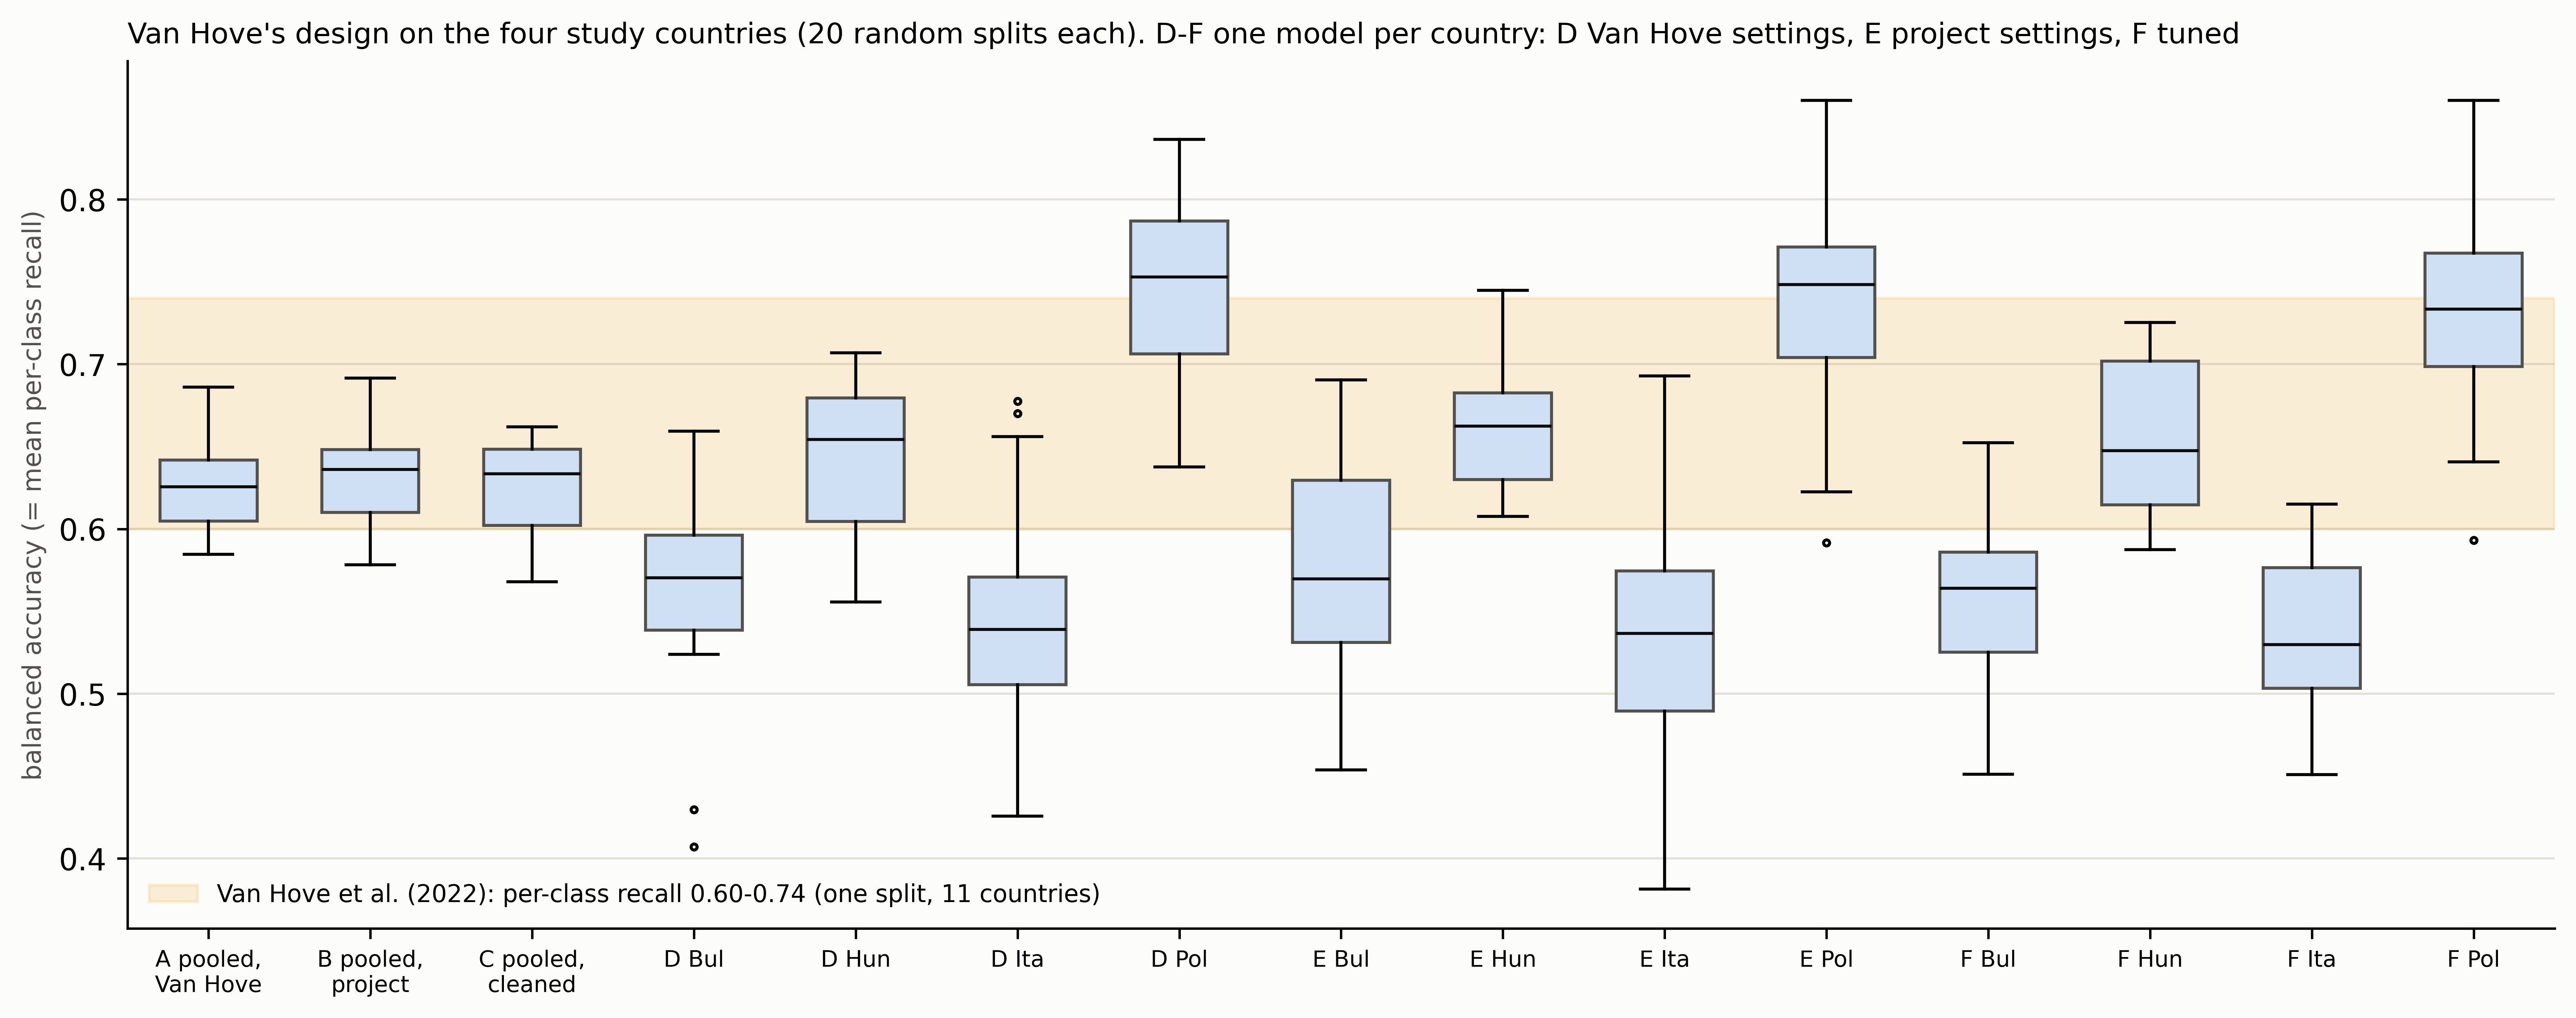 Van Hove's design on the four study countries (20 random splits each). D-F one model per country: D Van Hove settings, E project settings, F tuned
balanced accuracy (= mean per-class recall)
0.8
0.7
0.6
0.5
0.4
Van Hove et al. (2022): per-class recall 0.60-0.74 (one split, 11 countries)
A pooled,
Van Hove
B pooled,
project
C pooled,
cleaned
D Bul
D Hun
D Ita
D Pol
E Bul
E Hun
E Ita
E Pol
F Bul
F Hun
F Ita
F Pol